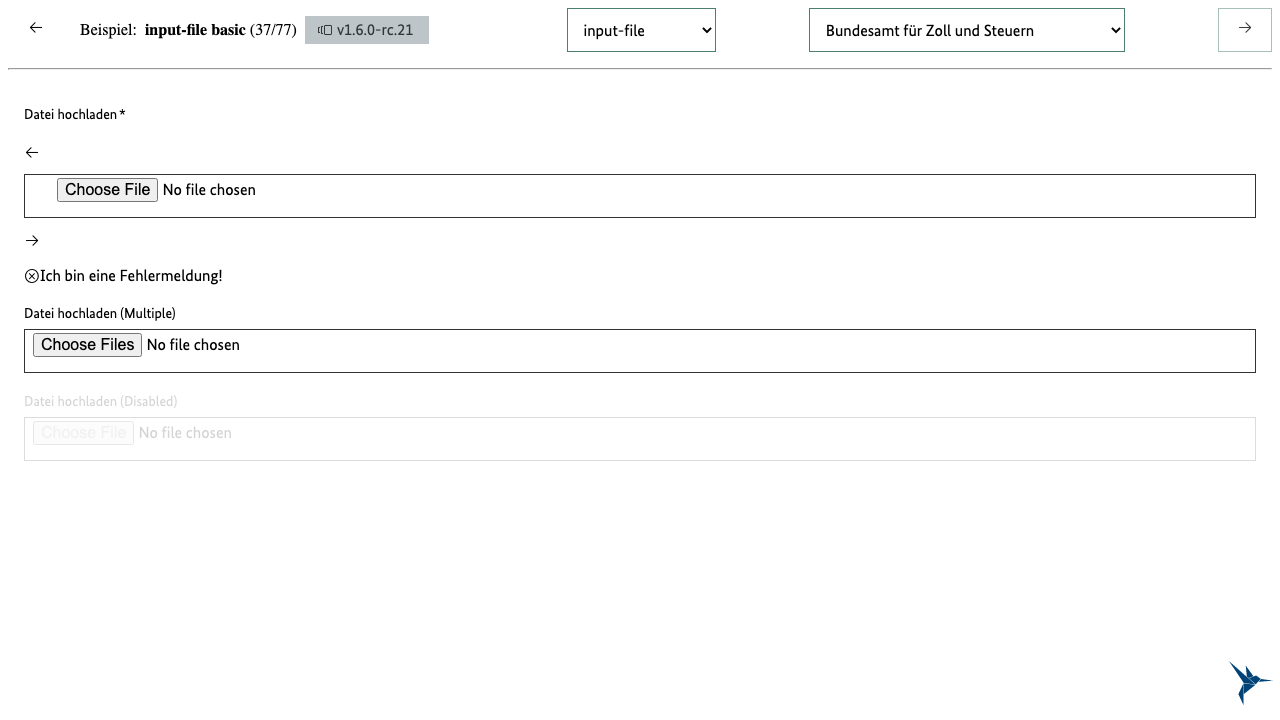 Beispiel: input-file basic (37/77) v1.6.0-rc.21 input-file Bundesamt für Zoll und Steuern
Datei hochladen *
Choose File No file chosen
Ich bin eine Fehlermeldung!
Datei hochladen (Multiple)
Choose Files No file chosen
Datei hochladen (Disabled)
Choose File No file chosen